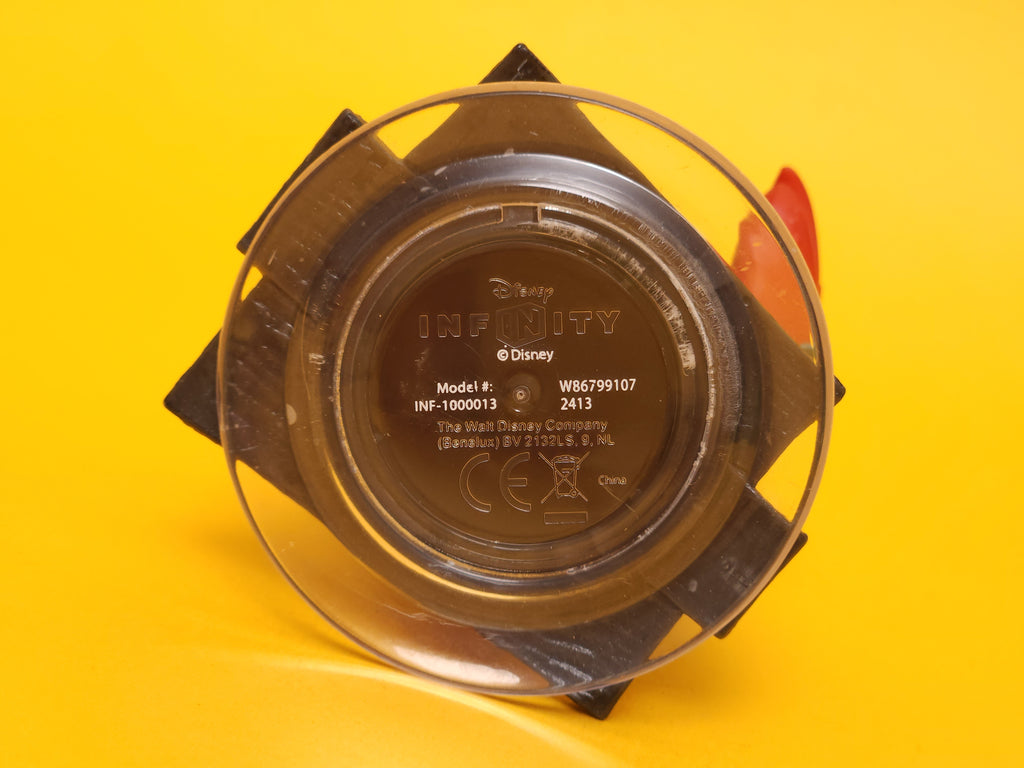 Disney
INFINITY
© Disney
Model #: W86799107
INF-1000013 2413
The Walt Disney Company
(Benelux) BV 2132LS, 9, NL
CE
China